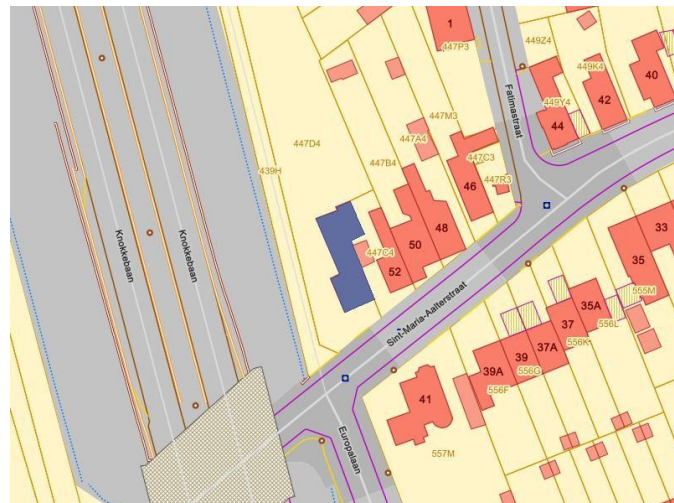 1
447P3
449Z4
449K4
40
449Y4
42
44
Fatimastraat
447M3
447D4
447A4
439H
447B4
447C3
46
447R3
48
50
447C4
52
Knokkebaan
Knokkebaan
Sint-Maria-Aalterstraat
33
35
555M
35A
556L
37
556K
37A
39
556G
39A
556F
41
557M
Europalaan